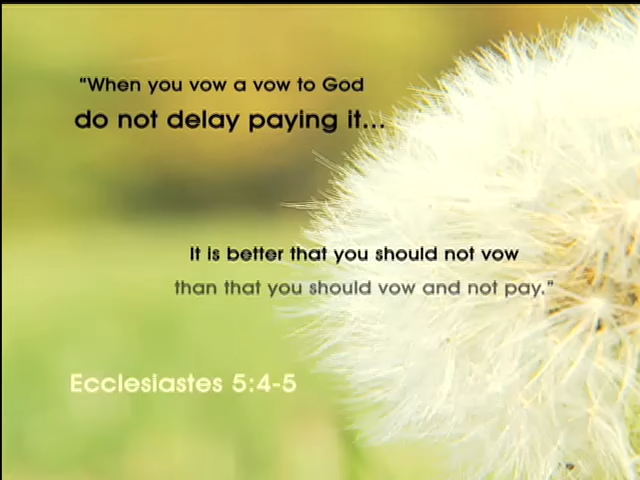 "When you vow a vow to God
do not delay paying it...
It is better that you should not vow
than that you should vow and not pay."
Ecclesiastes 5:4-5